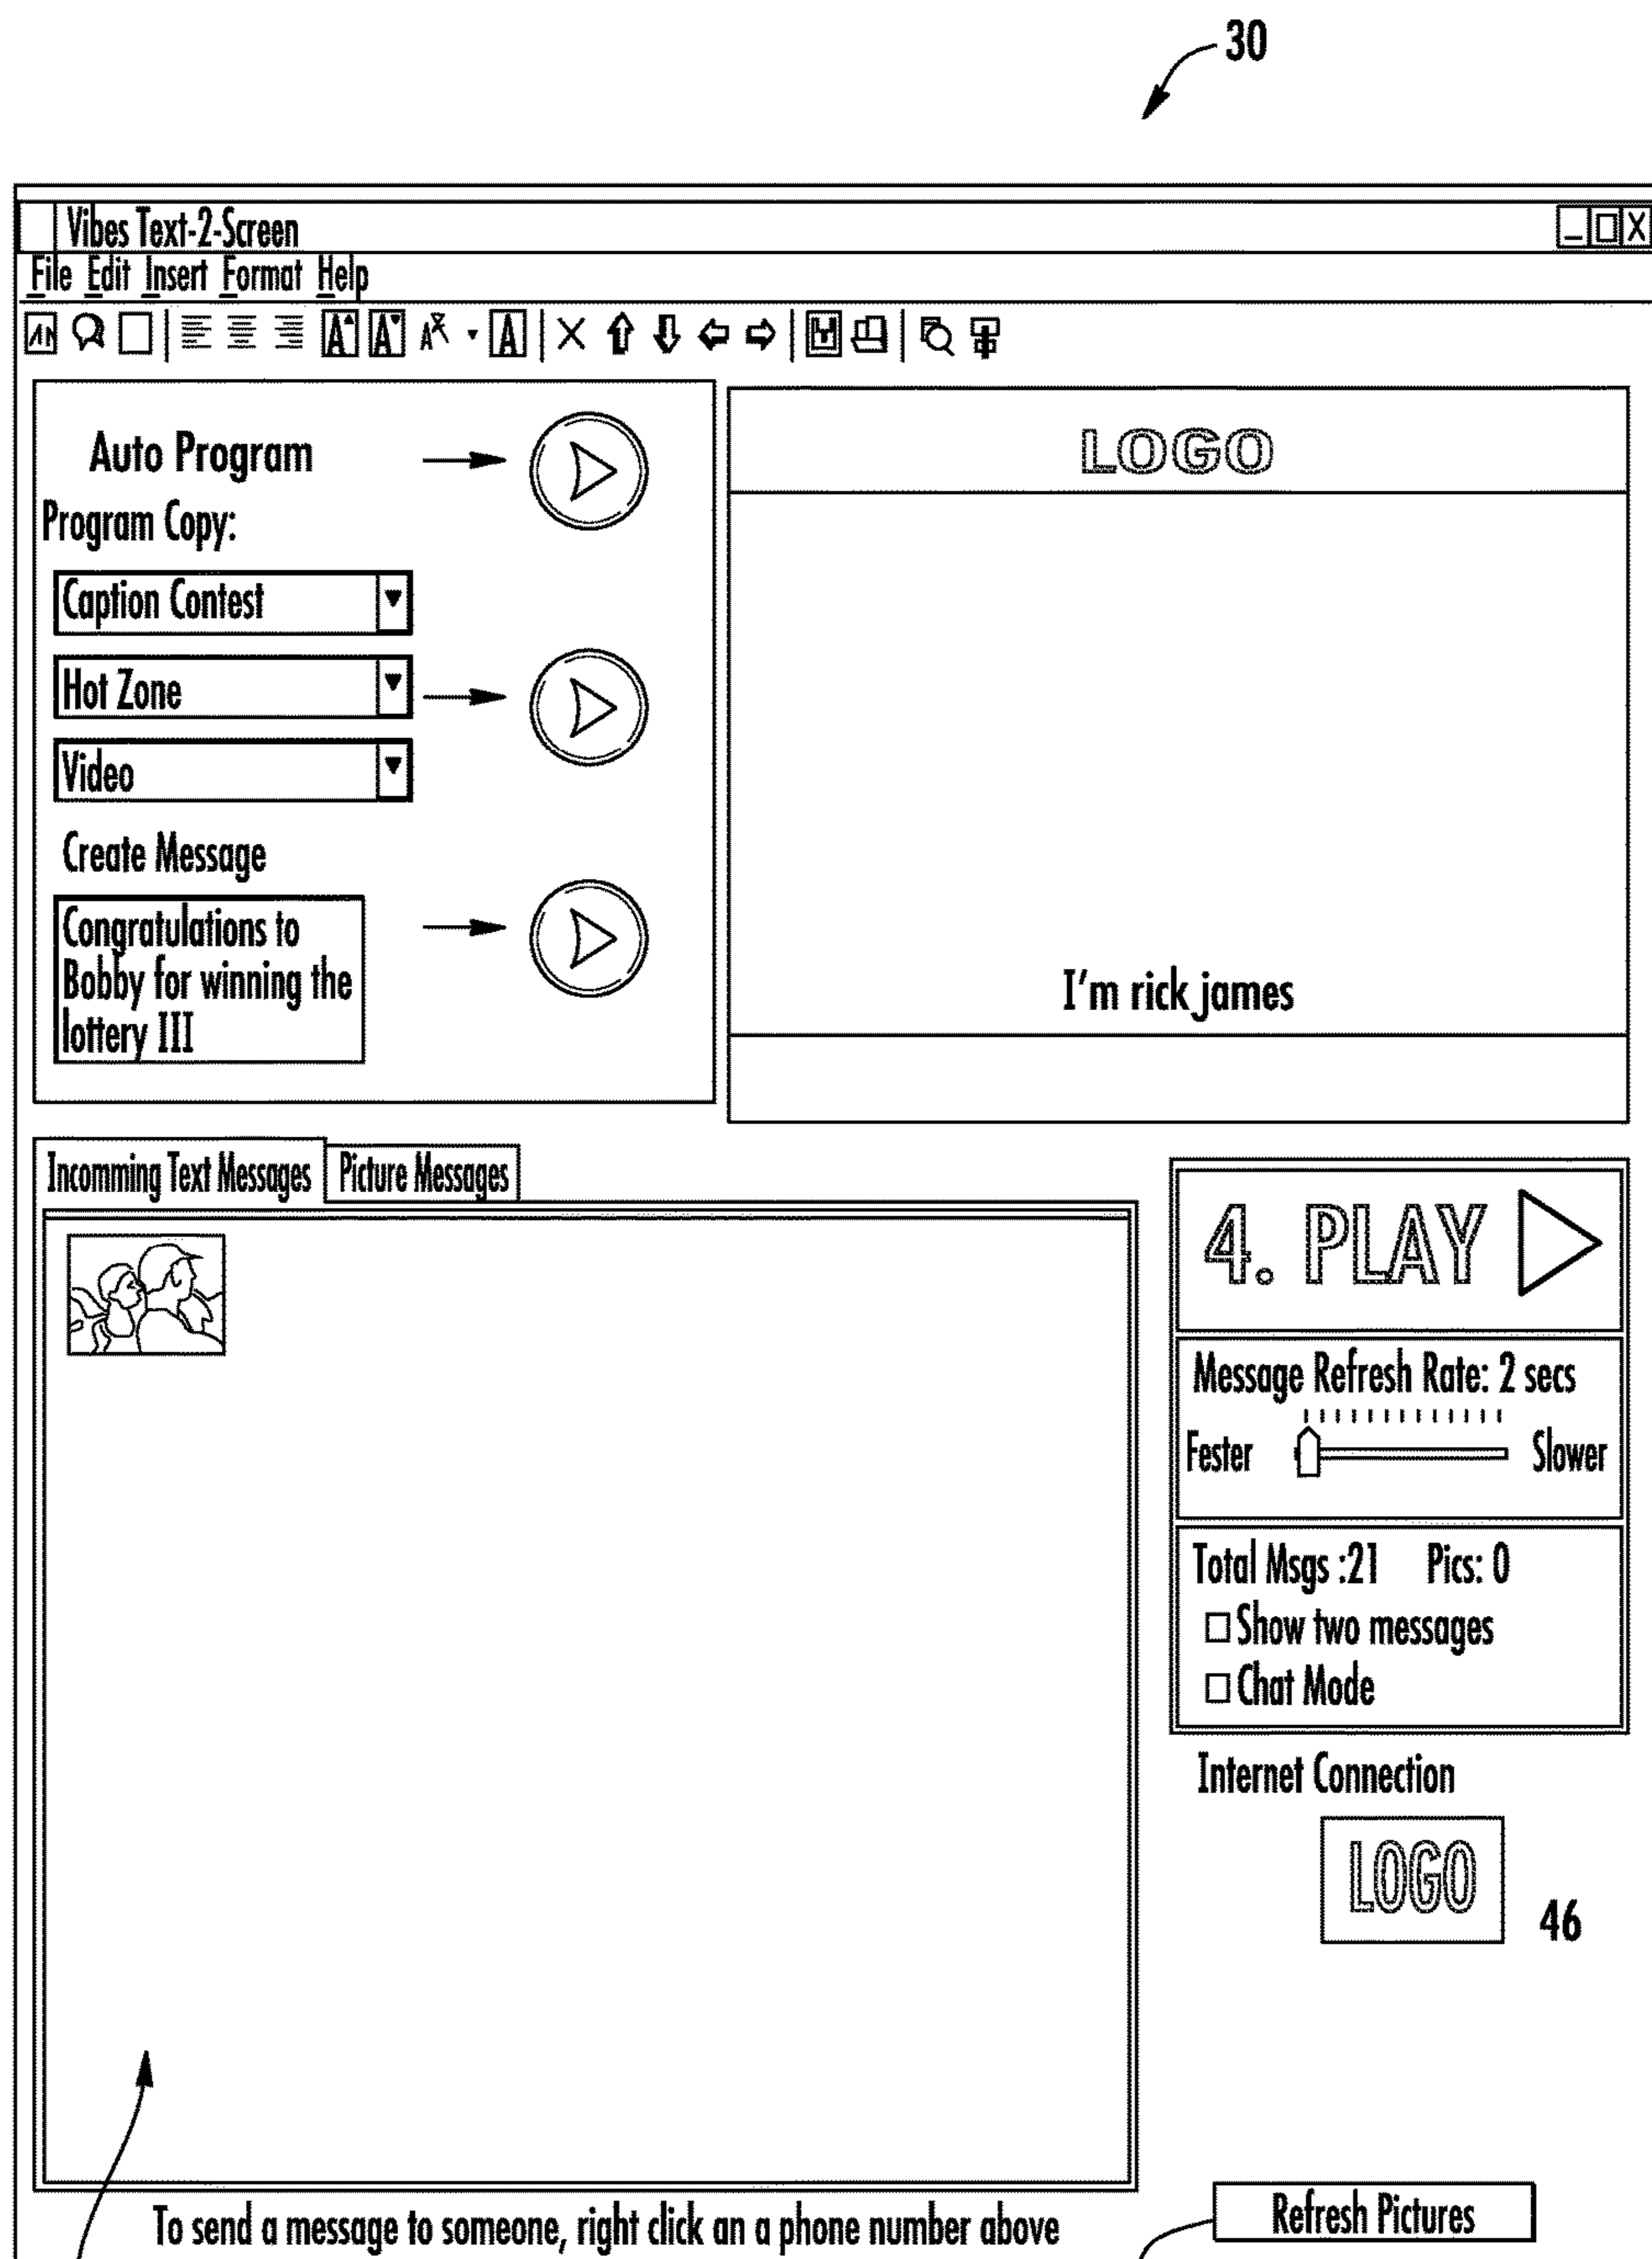 30
Vibes Text-2-Screen
File Edit Insert Format Help
Auto Program
Program Copy:
Caption Contest
Hot Zone
Video
Create Message
Congratulations to
Bobby for winning the
lottery III
LOGO
I'm rick james
Incomming Text Messages Picture Messages
4. PLAY
Message Refresh Rate: 2 secs
Fester Slower
Total Msgs :21 Pics: 0
Show two messages
Chat Mode
Internet Connection
LOGO
46
To send a message to someone, right click an a phone number above
Refresh Pictures